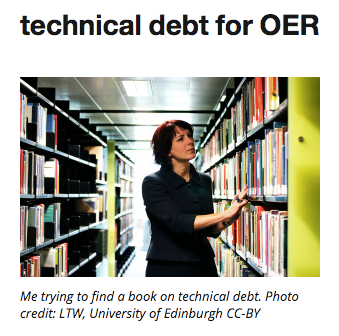 technical debt for OER
Me trying to find a book on technical debt. Photo
credit: LTW, University of Edinburgh CC-BY